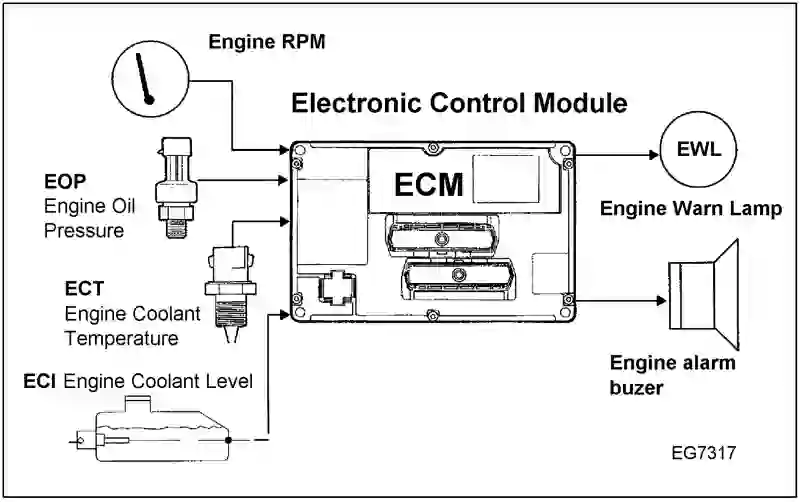 Engine RPM
Electronic Control Module
ECM
EWL
EOP
Engine Oil
Pressure
Engine Warn Lamp
ECT
Engine Coolant
Temperature
ECI Engine Coolant Level
Engine alarm
buzer
EG7317